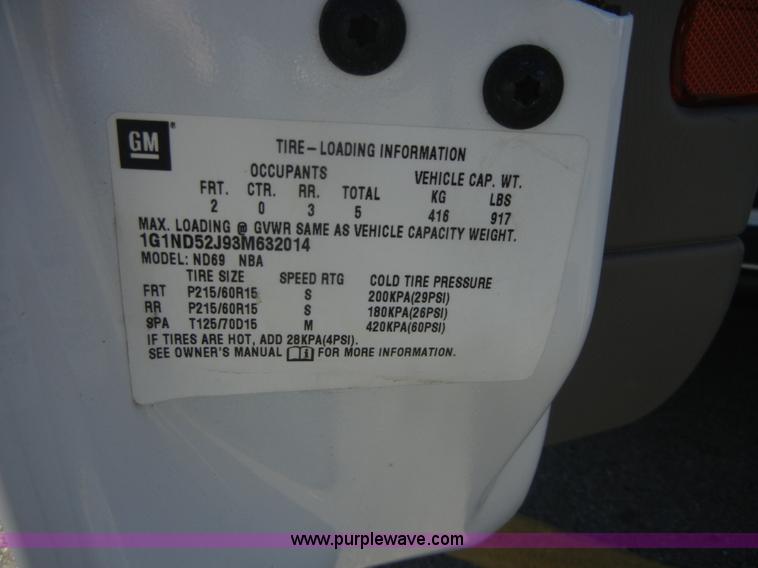 GM ®
TIRE-LOADING INFORMATION
OCCUPANTS VEHICLE CAP. WT.
FRT. CTR. RR. TOTAL KG LBS
2 0 3 5 416 917
MAX. LOADING @ GVWR SAME AS VEHICLE CAPACITY WEIGHT.
1G1ND52J93M632014
MODEL: ND69 NBA
TIRE SIZE SPEED RTG COLD TIRE PRESSURE
FRT P215/60R15 S 200KPA(29PSI)
RR P215/60R15 S 180KPA(26PSI)
SPA T125/70D15 M 420KPA(60PSI)
IF TIRES ARE HOT, ADD 28KPA(4PSI).
SEE OWNER'S MANUAL FOR MORE INFORMATION.
www.purplewave.com